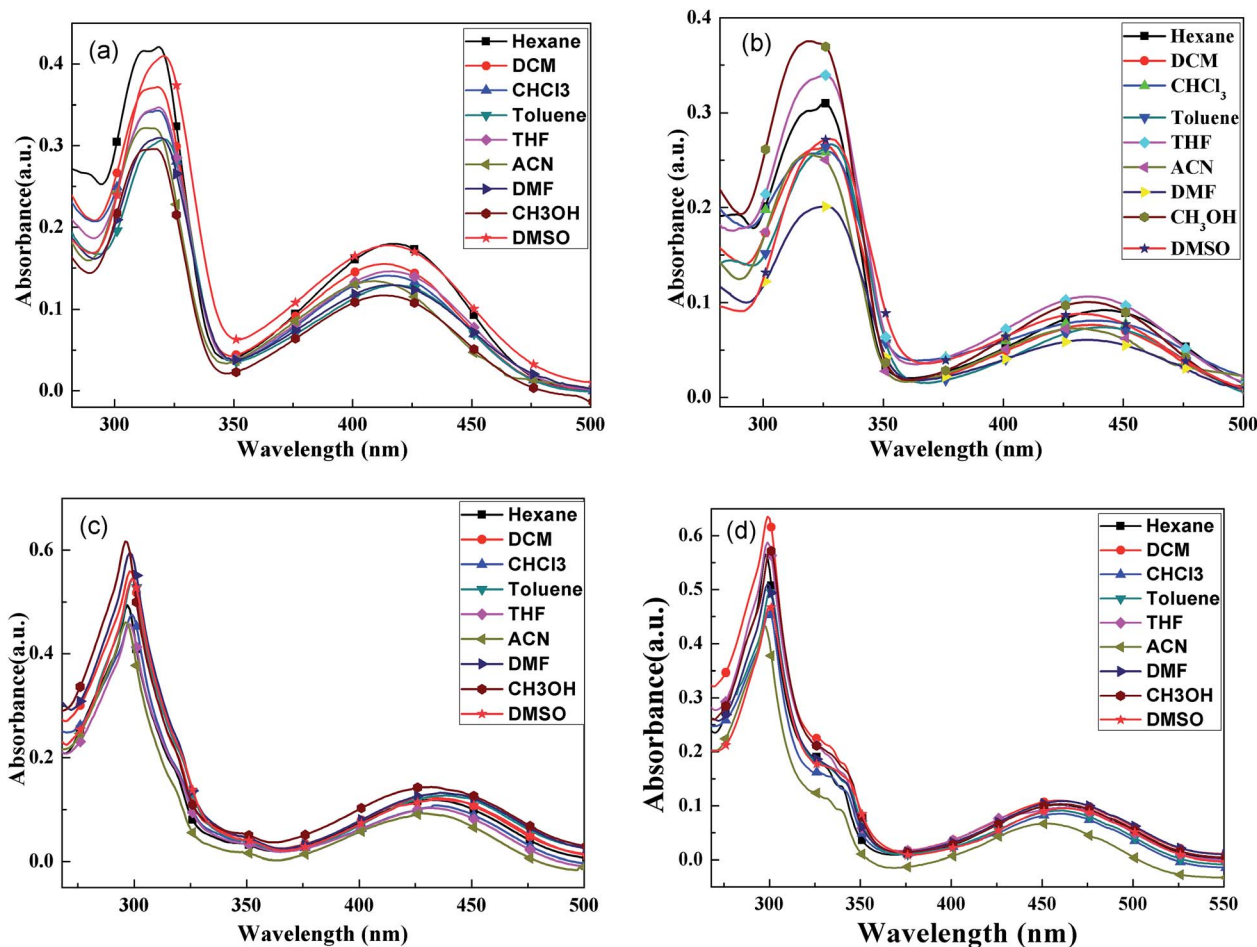 (a)
Hexane
DCM
CHCl3
Toluene
THF
ACN
DMF
CH3OH
DMSO
0.4
0.3
0.2
0.1
0.0
Absorbance(a.u.)
300 350 400 450 500
Wavelength (nm)
(b)
Hexane
DCM
CHCl₃
Toluene
THF
ACN
DMF
CH₃OH
DMSO
0.4
0.3
0.2
0.1
0.0
Absorbance (a.u.)
300 350 400 450 500
Wavelength (nm)
(c)
Hexane
DCM
CHCl3
Toluene
THF
ACN
DMF
CH3OH
DMSO
0.6
0.4
0.2
0.0
Absorbance(a.u.)
300 350 400 450 500
Wavelength (nm)
(d)
Hexane
DCM
CHCl3
Toluene
THF
ACN
DMF
CH3OH
DMSO
0.6
0.5
0.4
0.3
0.2
0.1
0.0
Absorbance(a.u.)
300 350 400 450 500 550
Wavelength (nm)